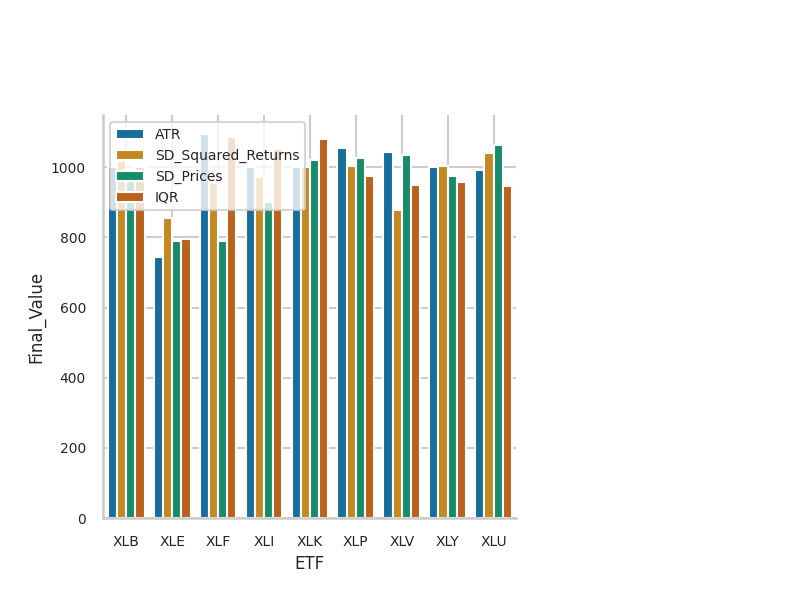 ATR
SD_Squared_Returns
SD_Prices
IQR
1000
800
600
400
200
0
Final_Value
XLB XLE XLF XLI XLK XLP XLV XLY XLU
ETF